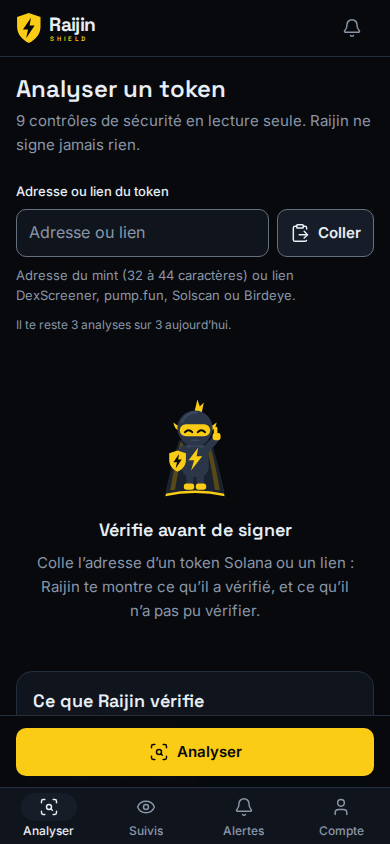 Raijin
SHIELD
Analyser un token
9 contrôles de sécurité en lecture seule. Raijin ne
signe jamais rien.
Adresse ou lien du token
Adresse ou lien
Coller
Adresse du mint (32 à 44 caractères) ou lien
DexScreener, pump.fun, Solscan ou Birdeye.
Il te reste 3 analyses sur 3 aujourd’hui.
Vérifie avant de signer
Colle l’adresse d’un token Solana ou un lien :
Raijin te montre ce qu’il a vérifié, et ce qu’il
n’a pas pu vérifier.
Ce que Raijin vérifie
Analyser
Analyser
Suivis
Alertes
Compte